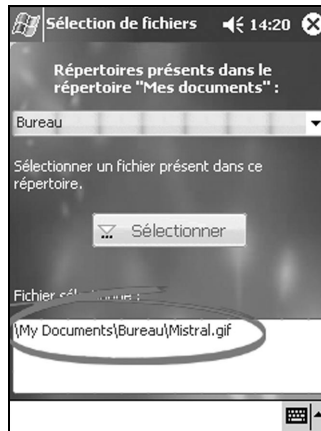 Sélection de fichiers 14:20
Répertoires présents dans le
répertoire "Mes documents" :
Bureau
Sélectionner un fichier présent dans ce
répertoire.
Sélectionner
Fichier :
\My Documents\Bureau\Mistral.gif